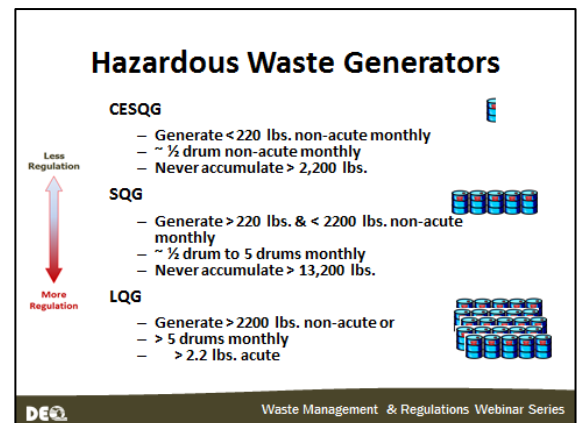 Hazardous Waste Generators
CESQG
– Generate < 220 lbs. non-acute monthly
– ~ ½ drum non-acute monthly
– Never accumulate > 2,200 lbs.
Less
Regulation
SQG
– Generate > 220 lbs. & < 2200 lbs. non-acute
monthly
– ~ ½ drum to 5 drums monthly
– Never accumulate > 13,200 lbs.
More
Regulation
LQG
– Generate > 2200 lbs. non-acute or
– > 5 drums monthly
– > 2.2 lbs. acute
DEQ
Waste Management & Regulations Webinar Series